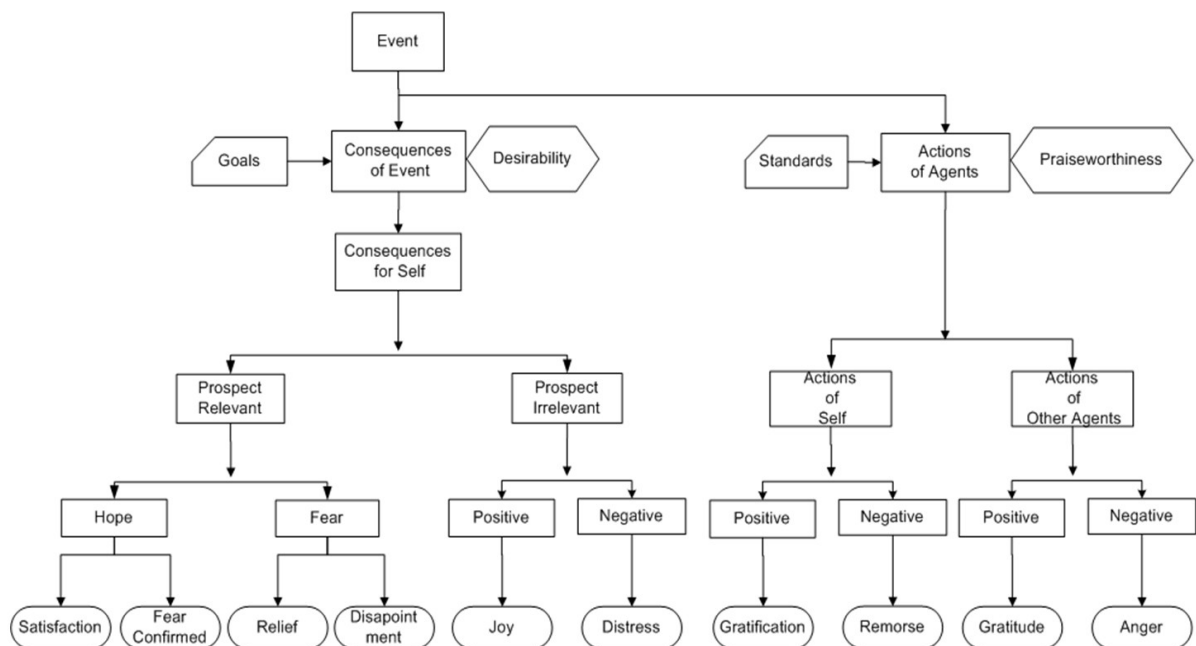 Event
Goals
Consequences
of Event
Desirability
Standards
Actions
of Agents
Praiseworthiness
Consequences
for Self
Prospect
Relevant
Prospect
Irrelevant
Actions
of
Self
Actions
of
Other Agents
Hope
Fear
Positive
Negative
Positive
Negative
Positive
Negative
Satisfaction
Fear
Confirmed
Relief
Disapoint
ment
Joy
Distress
Gratification
Remorse
Gratitude
Anger